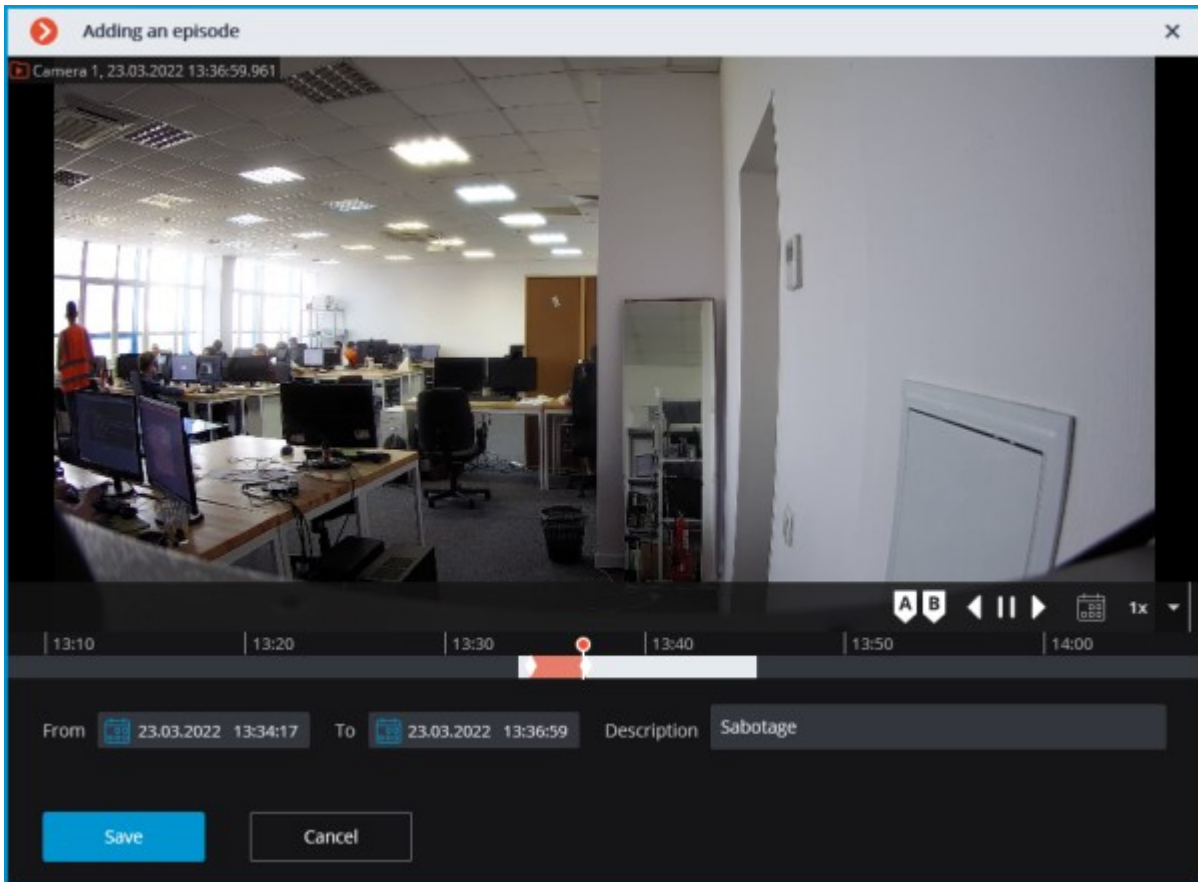 Adding an episode
Camera 1, 23.03.2022 13:36:59.961
A B 1x
13:10 13:20 13:30 13:40 13:50 14:00
From 23.03.2022 13:34:17 To 23.03.2022 13:36:59 Description Sabotage
Save Cancel